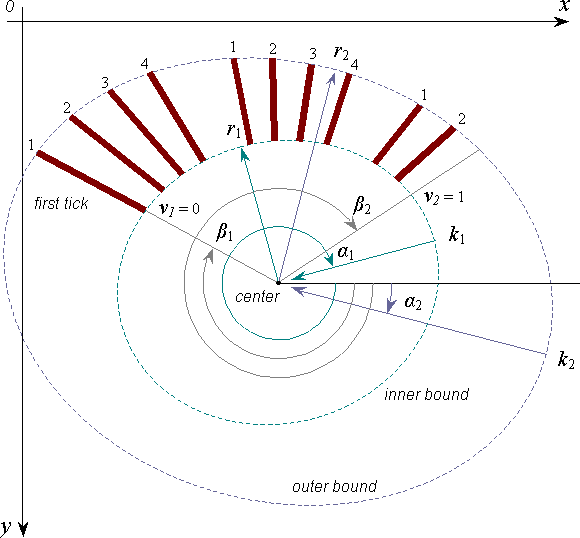 0
x
1 2 3 r2 4
4
3
1
2
2
r1
1
first tick
v1 = 0
β2
v2 = 1
β1
k1
α1
center
α2
k2
inner bound
outer bound
y